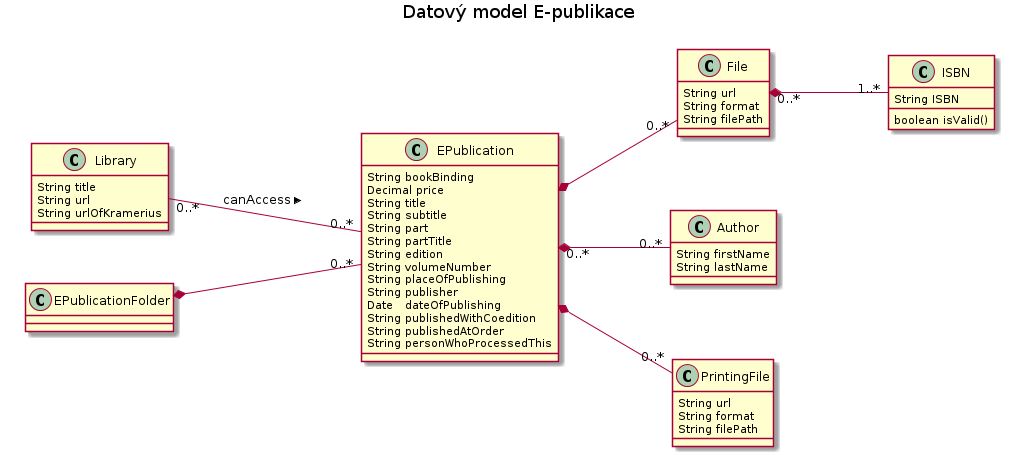 Datový model E-publikace
C Library
String title
String url
String urlOfKramerius
0..*
canAccess
0..*
C EPublicationFolder
0..*
C EPublication
String bookBinding
Decimal price
String title
String subtitle
String part
String partTitle
String edition
String volumeNumber
String placeOfPublishing
String publisher
Date dateOfPublishing
String publishedWithCoedition
String publishedAtOrder
String personWhoProcessedThis
0..*
C File
String url
String format
String filePath
0..*
1..*
C ISBN
String ISBN
boolean isValid()
0..*
0..*
C Author
String firstName
String lastName
0..*
C PrintingFile
String url
String format
String filePath